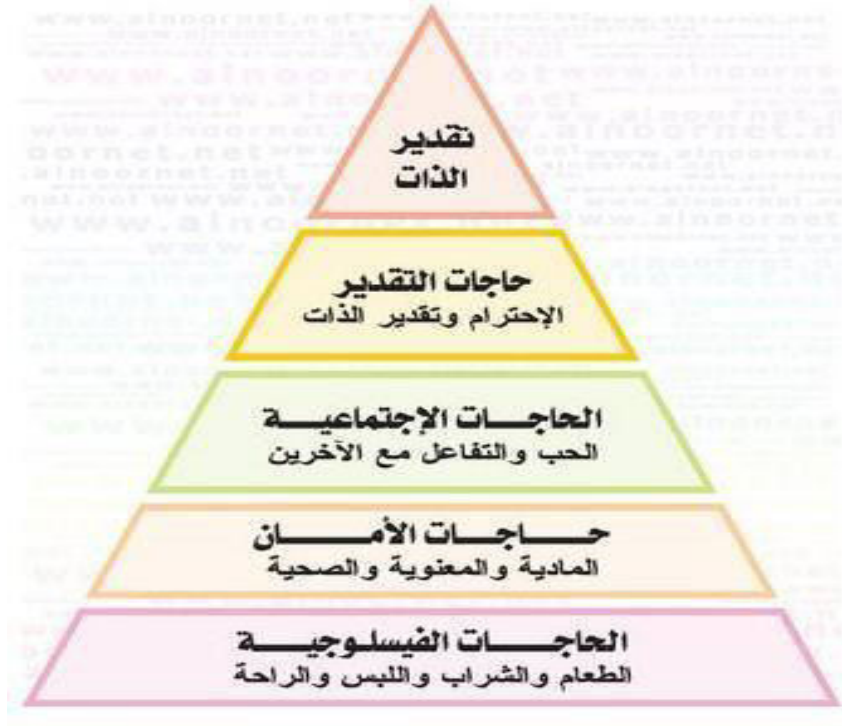 تقدير
الذات
حاجات التقدير
الإحترام وتقدير الذات
الحاجات الإجتماعية
الحب والتفاعل مع الآخرين
حاجات الأمان
المادية والمعنوية والصحية
الحاجات الفيسلوجية
الطعام والشراب واللبس والراحة